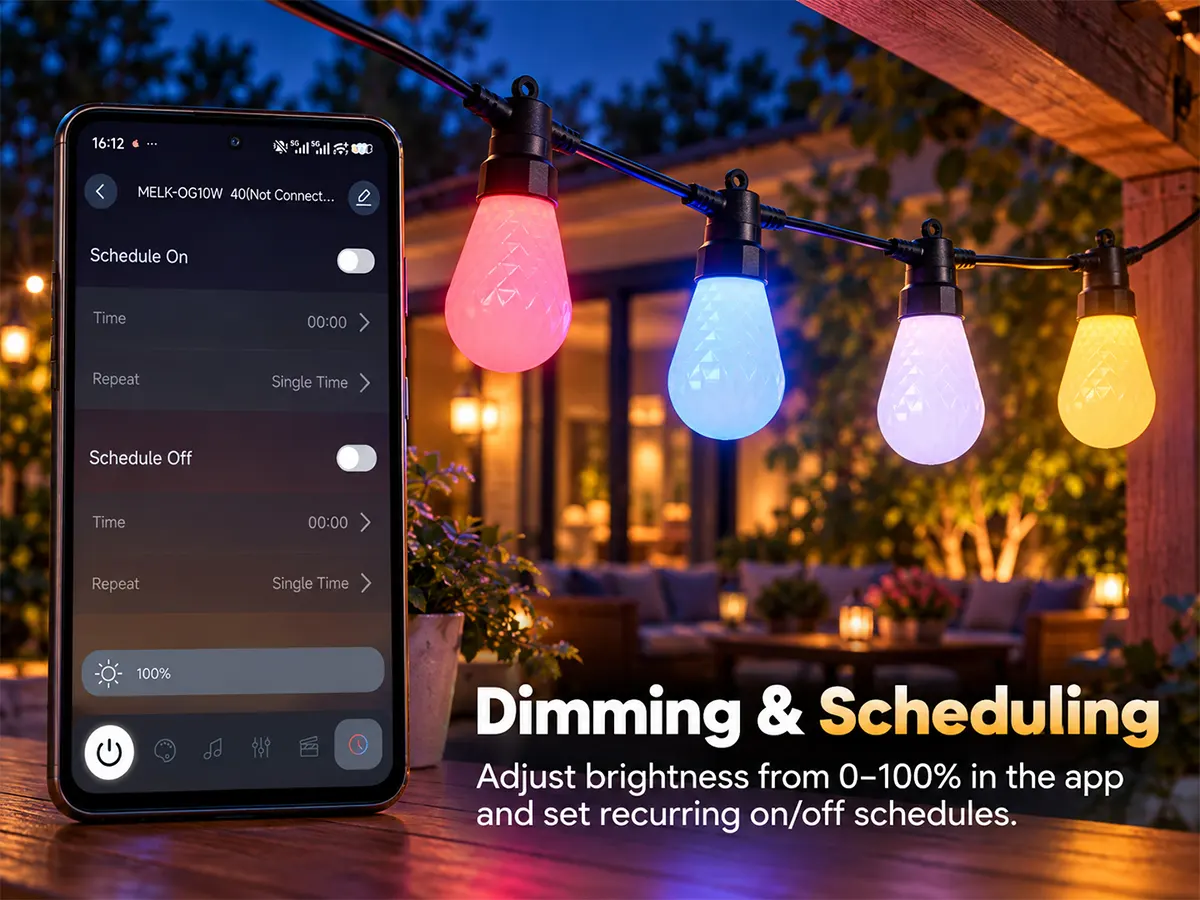 16:12 ...
5G 5G
MELK-OG10W 40(Not Connect...
Schedule On
Time 00:00
Repeat Single Time
Schedule Off
Time 00:00
Repeat Single Time
100%
Dimming & Scheduling
Adjust brightness from 0–100% in the app
and set recurring on/off schedules.